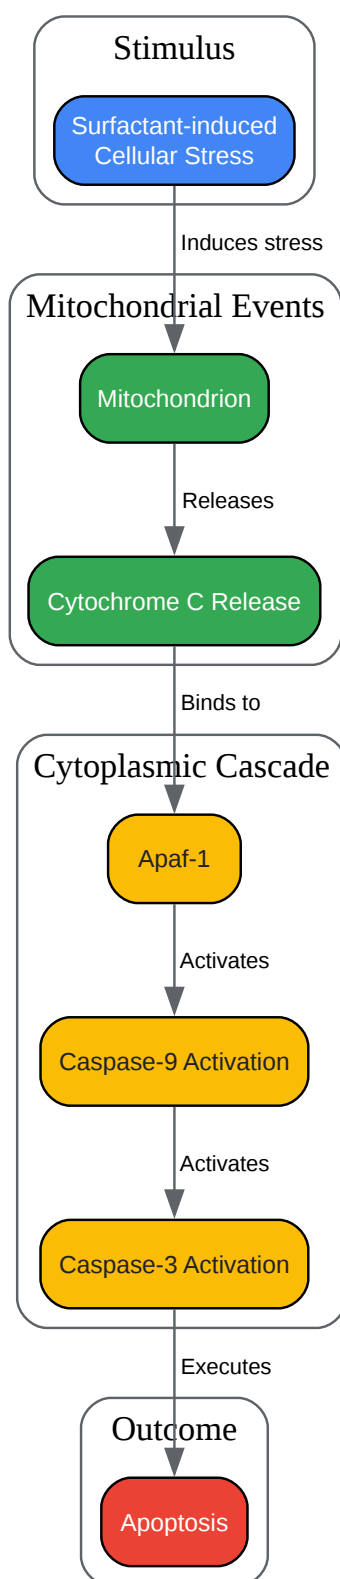 Stimulus
Surfactant-induced
Cellular Stress
Induces stress
Mitochondrial Events
Mitochondrion
Releases
Cytochrome C Release
Binds to
Cytoplasmic Cascade
Apaf-1
Activates
Caspase-9 Activation
Activates
Caspase-3 Activation
Executes
Outcome
Apoptosis